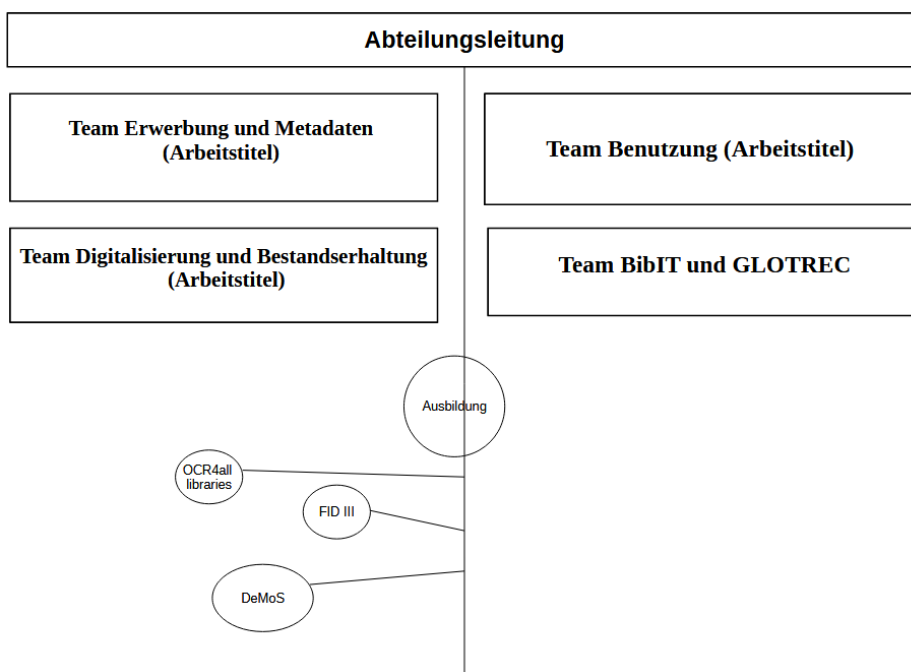 Abteilungsleitung
Team Erwerbung und Metadaten
(Arbeitstitel)
Team Benutzung (Arbeitstitel)
Team Digitalisierung und Bestandserhaltung
(Arbeitstitel)
Team BibIT und GLOTREC
Ausbildung
OCR4all
libraries
FID III
DeMoS